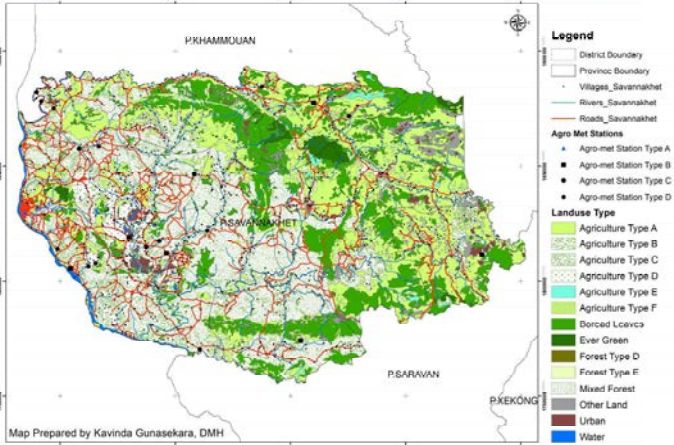 P.KHAMMOUAN
P.SAVANNAKHET
P.SARAVAN
P.XEKONG
Map Prepared by Kavinda Gunasekara, DMH
Legend
District Boundary
Province Boundary
Villages_Savannakhet
Rivers_Savannakhet
Roads_Savannakhet
Agro Met Stations
Agro-met Station Type A
Agro-met Station Type B
Agro-met Station Type C
Agro-met Station Type D
Landuse Type
Agriculture Type A
Agriculture Type B
Agriculture Type C
Agriculture Type D
Agriculture Type E
Agriculture Type F
Borced Leaves
Ever Green
Forest Type D
Forest Type E
Mixed Forest
Other Land
Urban
Water